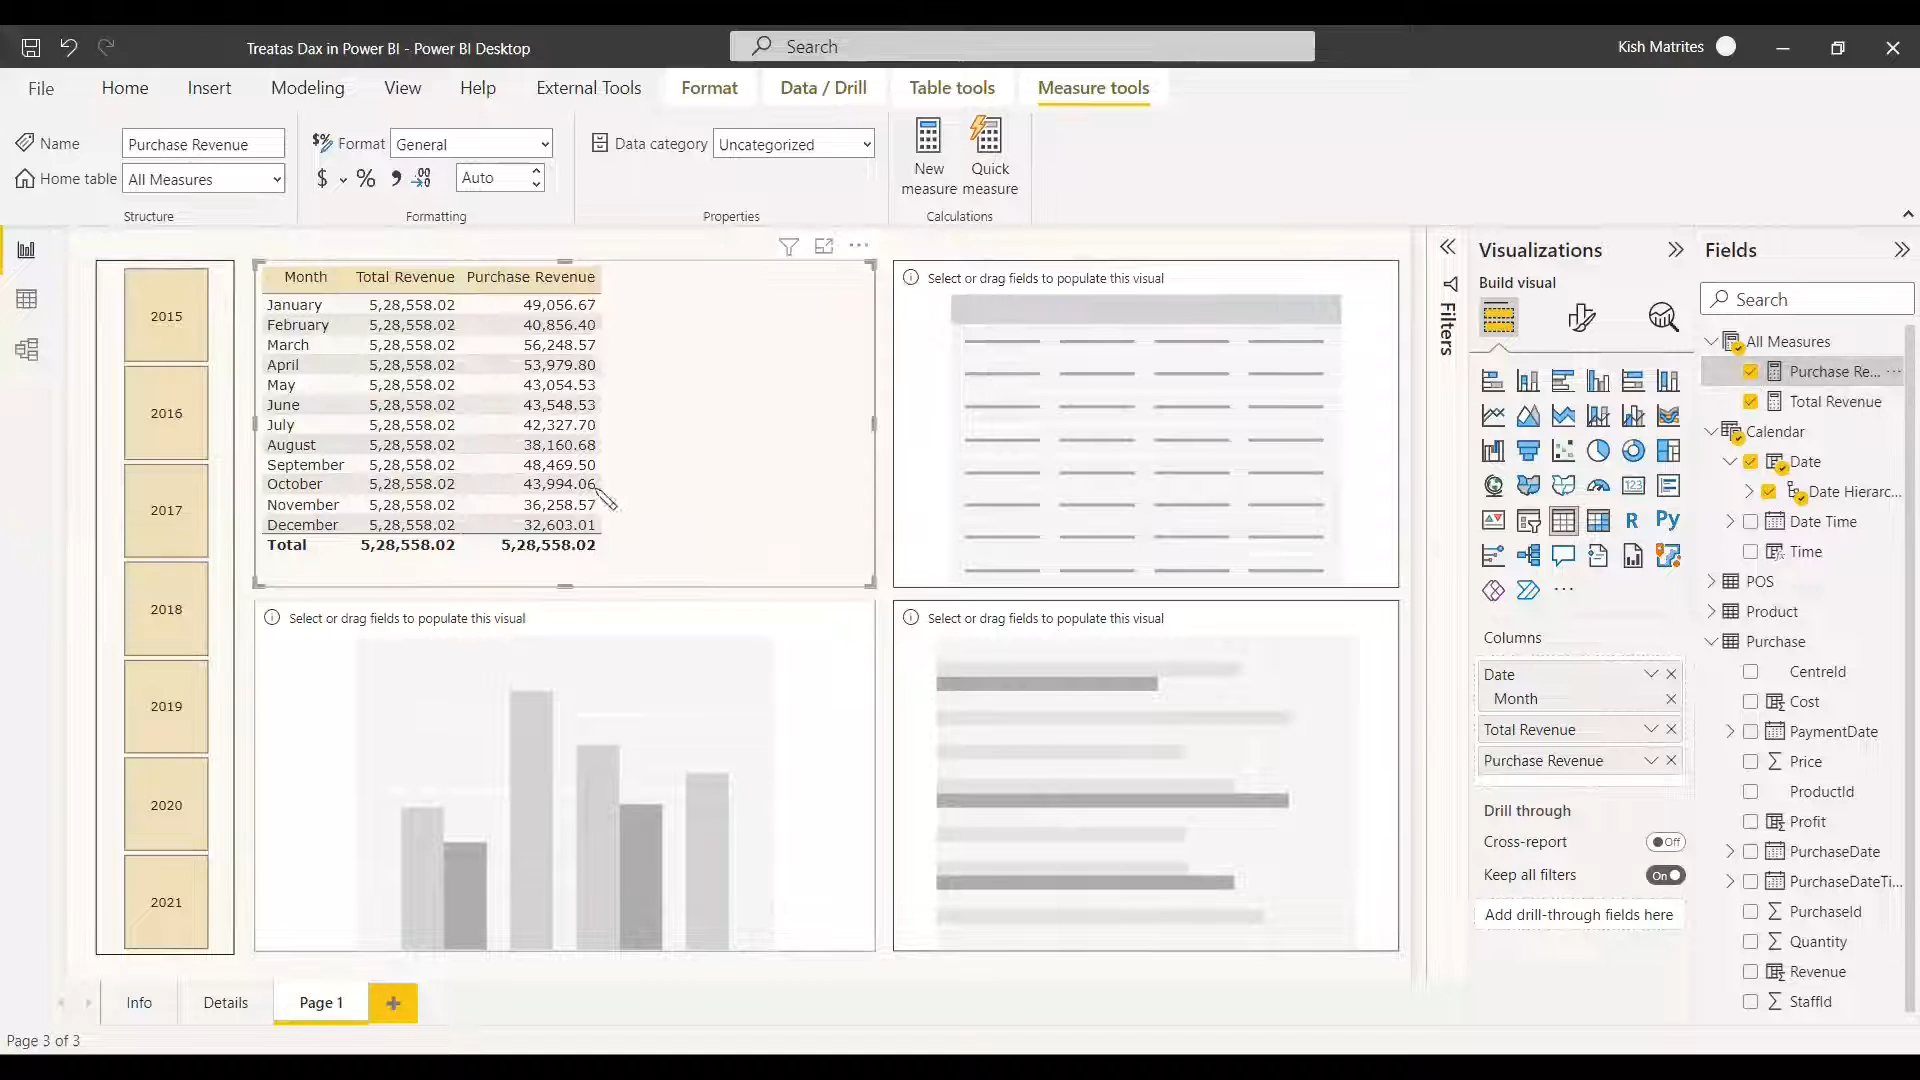 Treatas Dax in Power BI - Power BI Desktop
Search
Kish Matrites
File
Home
Insert
Modeling
View
Help
External Tools
Format
Data / Drill
Table tools
Measure tools
Name
Purchase Revenue
Format
General
Data category
Uncategorized
New measure
Quick measure
Home table
All Measures
$ % 9 .00
Auto
Structure
Formatting
Properties
Calculations
2015
2016
2017
2018
2019
2020
2021
Month Total Revenue Purchase Revenue
January 5,28,558.02 49,056.67
February 5,28,558.02 40,856.40
March 5,28,558.02 56,248.57
April 5,28,558.02 53,979.80
May 5,28,558.02 43,054.53
June 5,28,558.02 43,548.53
July 5,28,558.02 42,327.70
August 5,28,558.02 38,160.68
September 5,28,558.02 48,469.50
October 5,28,558.02 43,994.06
November 5,28,558.02 36,258.57
December 5,28,558.02 32,603.01
Total 5,28,558.02 5,28,558.02
Select or drag fields to populate this visual
Select or drag fields to populate this visual
Select or drag fields to populate this visual
Filters
Visualizations
Build visual
123
R
Py
...
Columns
Date
Month
Total Revenue
Purchase Revenue
Drill through
Cross-report
Off
Keep all filters
On
Add drill-through fields here
Fields
Search
All Measures
Purchase Re... ...
Total Revenue
Calendar
Date
Date Hierarc...
Date Time
Time
POS
Product
Purchase
CentreId
Cost
PaymentDate
Price
ProductId
Profit
PurchaseDate
PurchaseDateTi...
PurchaseId
Quantity
Revenue
StaffId
Info
Details
Page 1
Page 3 of 3